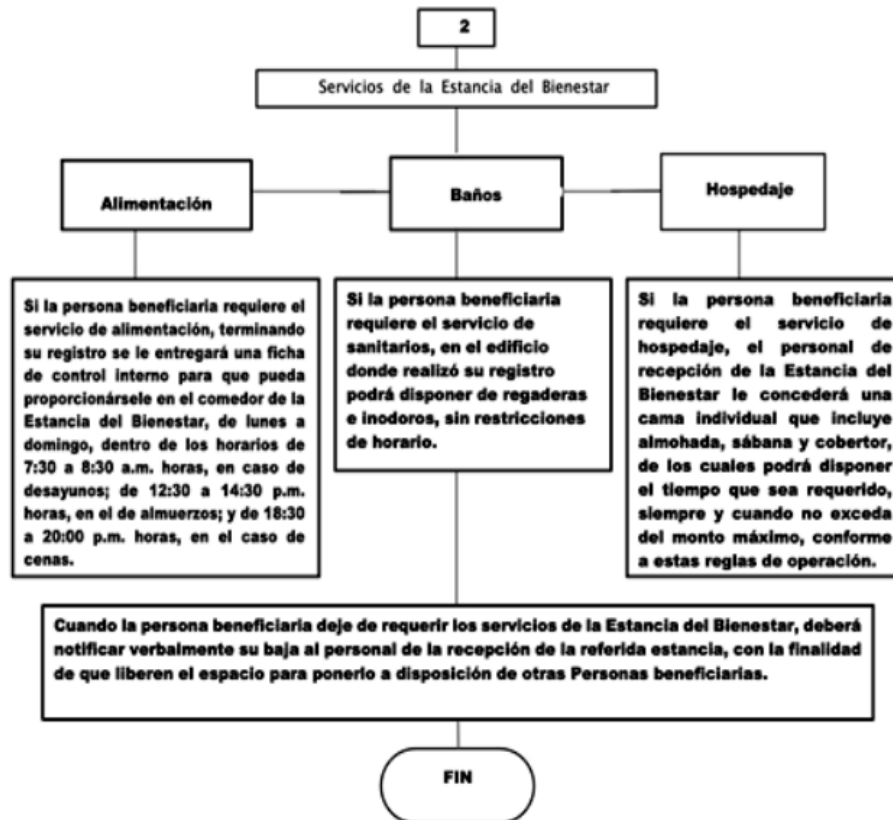 2
Servicios de la Estancia del Bienestar
Alimentación
Baños
Hospedaje
Si la persona beneficiaria requiere el
servicio de alimentación, terminando
su registro se le entregará una ficha
de control interno para que pueda
proporcionársele en el comedor de la
Estancia del Bienestar, de lunes a
domingo, dentro de los horarios de
7:30 a 8:30 a.m. horas, en caso de
desayunos; de 12:30 a 14:30 p.m.
horas, en el de almuerzos; y de 18:30
a 20:00 p.m. horas, en el caso de
cenas.
Si la persona beneficiaria
requiere el servicio de
sanitarios, en el edificio
donde realizó su registro
podrá disponer de regaderas
e inodoros, sin restricciones
de horario.
Si la persona beneficiaria
requiere el servicio de
hospedaje, el personal de
recepción de la Estancia del
Bienestar le concederá una
cama individual que incluye
almohada, sábana y cobertor,
de los cuales podrá disponer
el tiempo que sea requerido,
siempre y cuando no exceda
del monto máximo, conforme
a estas reglas de operación.
Cuando la persona beneficiaria deje de requerir los servicios de la Estancia del Bienestar, deberá
notificar verbalmente su baja al personal de la recepción de la referida estancia, con la finalidad
de que liberen el espacio para ponerlo a disposición de otras Personas beneficiarias.
FIN